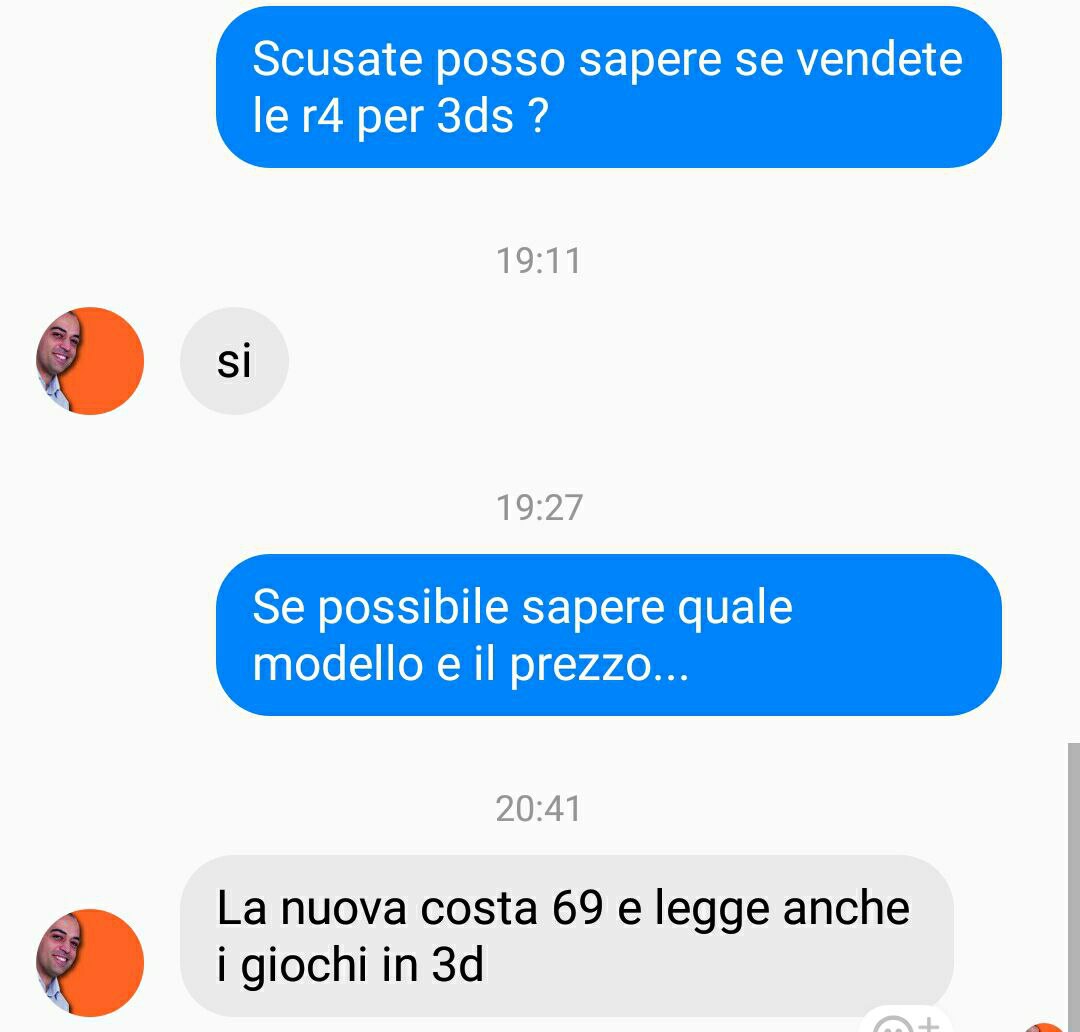 Scusate posso sapere se vendete
le r4 per 3ds ?
19:11
si
19:27
Se possibile sapere quale
modello e il prezzo...
20:41
La nuova costa 69 e legge anche
i giochi in 3d